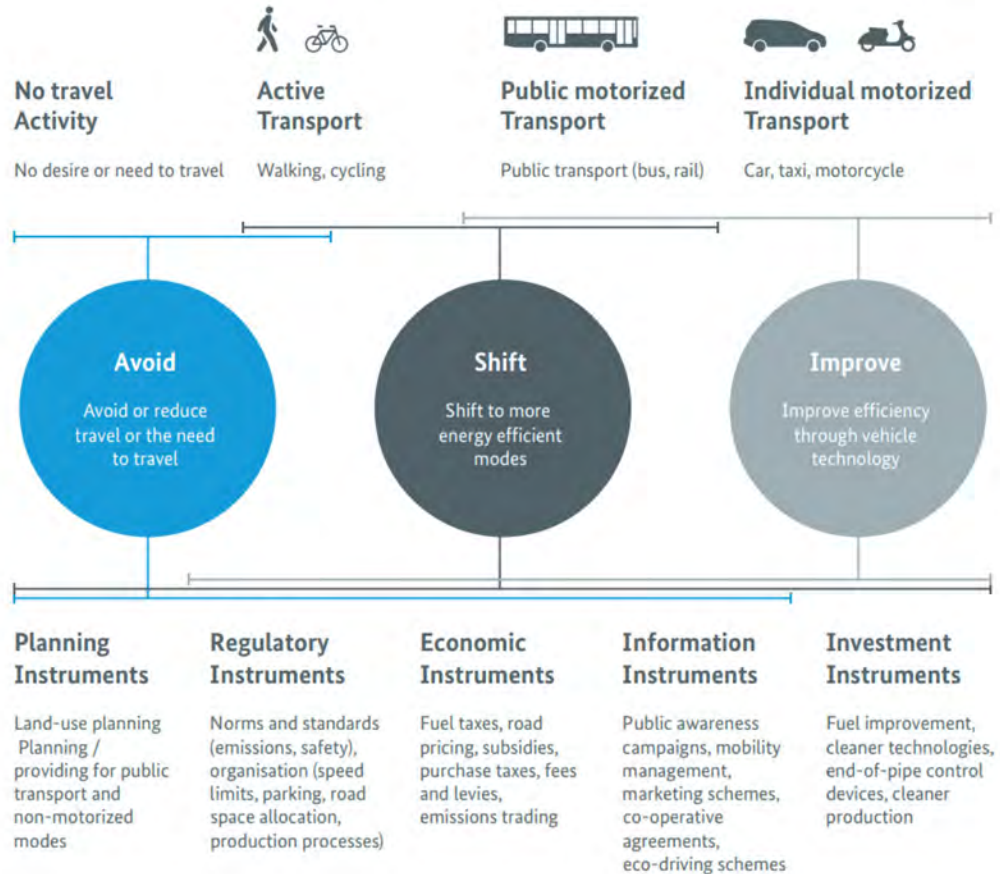 No travel
Activity
No desire or need to travel
Active
Transport
Walking, cycling
Public motorized
Transport
Public transport (bus, rail)
Individual motorized
Transport
Car, taxi, motorcycle
Avoid
Avoid or reduce
travel or the need
to travel
Shift
Shift to more
energy efficient
modes
Improve
Improve efficiency
through vehicle
technology
Planning
Instruments
Land-use planning
Planning /
providing for public
transport and
non-motorized
modes
Regulatory
Instruments
Norms and standards
(emissions, safety),
organisation (speed
limits, parking, road
space allocation,
production processes)
Economic
Instruments
Fuel taxes, road
pricing, subsidies,
purchase taxes, fees
and levies,
emissions trading
Information
Instruments
Public awareness
campaigns, mobility
management,
marketing schemes,
co-operative
agreements,
eco-driving schemes
Investment
Instruments
Fuel improvement,
cleaner technologies,
end-of-pipe control
devices, cleaner
production